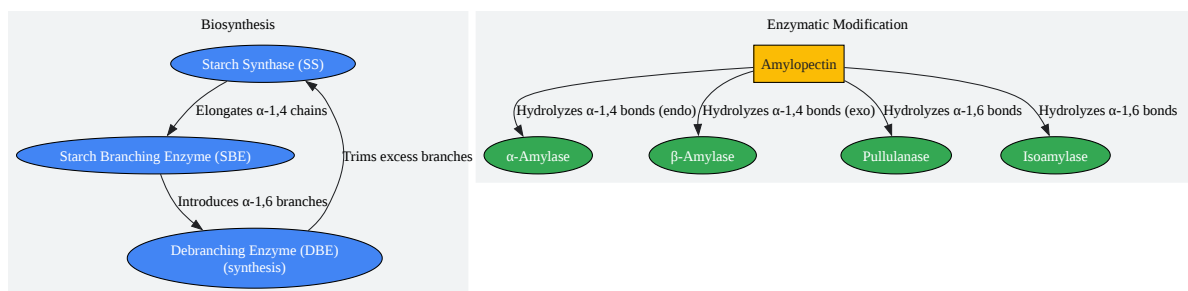 Biosynthesis
Starch Synthase (SS)
Elongates α-1,4 chains
Starch Branching Enzyme (SBE)
Trims excess branches
Introduces α-1,6 branches
Debranching Enzyme (DBE)
(synthesis)
Enzymatic Modification
Amylopectin
Hydrolyzes α-1,4 bonds (endo)
Hydrolyzes α-1,4 bonds (exo)
Hydrolyzes α-1,6 bonds
Hydrolyzes α-1,6 bonds
α-Amylase
β-Amylase
Pullulanase
Isoamylase